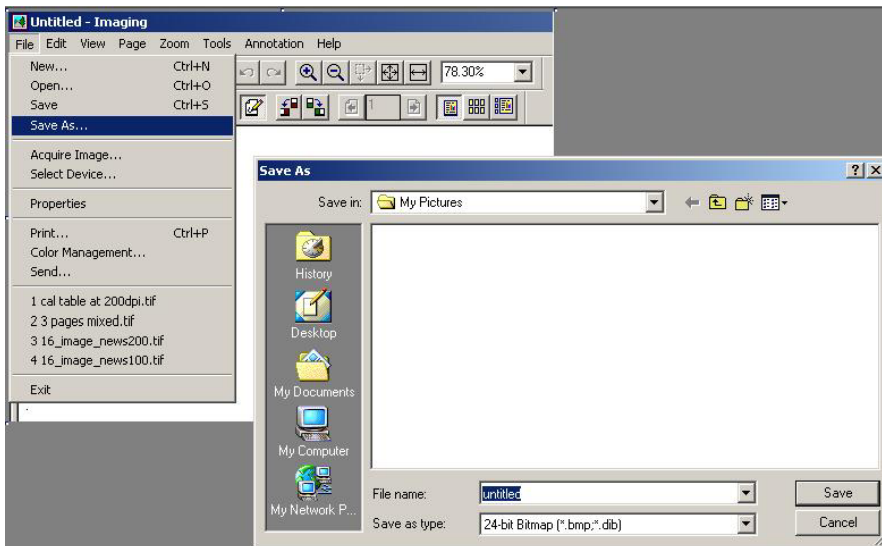 Untitled - Imaging
File Edit View Page Zoom Tools Annotation Help
New... Ctrl+N
Open... Ctrl+O
Save Ctrl+S
Save As...
Acquire Image...
Select Device...
Properties
Print... Ctrl+P
Color Management...
Send...
1 cal table at 200dpi.tif
2 3 pages mixed.tif
3 16_image_news200.tif
4 16_image_news100.tif
Exit
78.30%
1
Save As
Save in: My Pictures
History
Desktop
My Documents
My Computer
My Network P...
File name: untitled
Save
Save as type: 24-bit Bitmap (*.bmp;*.dib)
Cancel